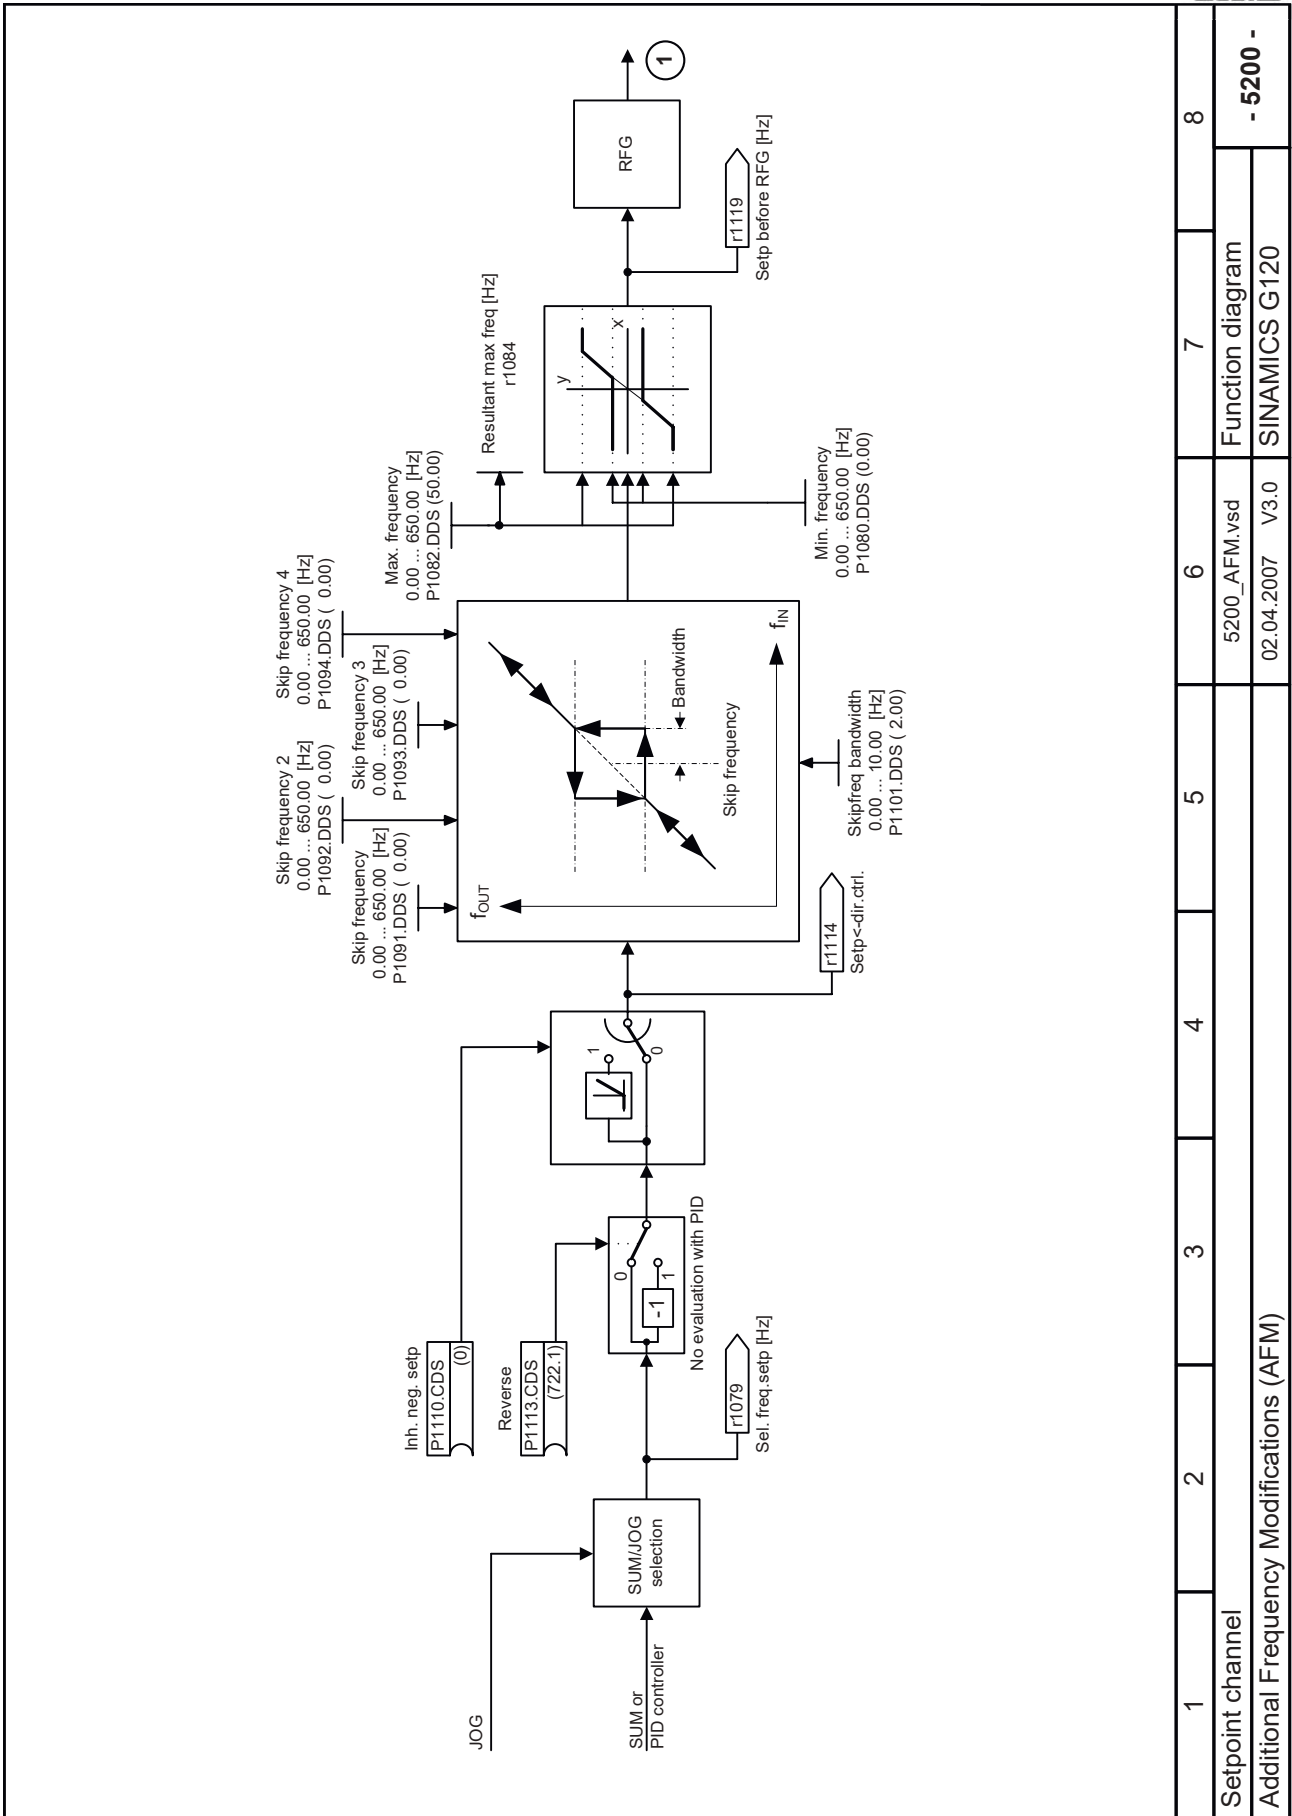 JOG
SUM or
PID controller
SUM/JOG
selection
r1079
Sel. freq.setp [Hz]
Inh. neg. setp
P1110.CDS
(0)
Reverse
P1113.CDS
(722.1)
0
1
-1
No evaluation with PID
1
0
r1114
Setp<-dir.ctrl.
Skip frequency
0.00 ... 650.00 [Hz]
P1091.DDS ( 0.00)
Skip frequency 2
0.00 ... 650.00 [Hz]
P1092.DDS ( 0.00)
Skip frequency 3
0.00 ... 650.00 [Hz]
P1093.DDS ( 0.00)
Skip frequency 4
0.00 ... 650.00 [Hz]
P1094.DDS ( 0.00)
fOUT
fIN
Bandwidth
Skip frequency
Skipfreq bandwidth
0.00 ... 10.00 [Hz]
P1101.DDS ( 2.00)
Max. frequency
0.00 ... 650.00 [Hz]
P1082.DDS (50.00)
Resultant max freq [Hz]
r1084
Min. frequency
0.00 ... 650.00 [Hz]
P1080.DDS (0.00)
y
x
r1119
Setp before RFG [Hz]
RFG
1
1 2 3 4 5 6 7 8
Setpoint channel
5200_AFM.vsd
Function diagram
- 5200 -
Additional Frequency Modifications (AFM)
02.04.2007 V3.0
SINAMICS G120